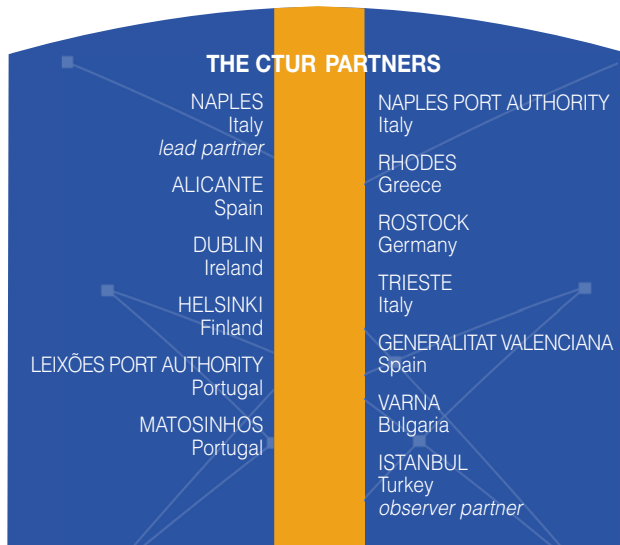 THE CTUR PARTNERS
NAPLES
Italy
lead partner
ALICANTE
Spain
DUBLIN
Ireland
HELSINKI
Finland
LEIXÕES PORT AUTHORITY
Portugal
MATOSINHOS
Portugal
NAPLES PORT AUTHORITY
Italy
RHODES
Greece
ROSTOCK
Germany
TRIESTE
Italy
GENERALITAT VALENCIANA
Spain
VARNA
Bulgaria
ISTANBUL
Turkey
observer partner